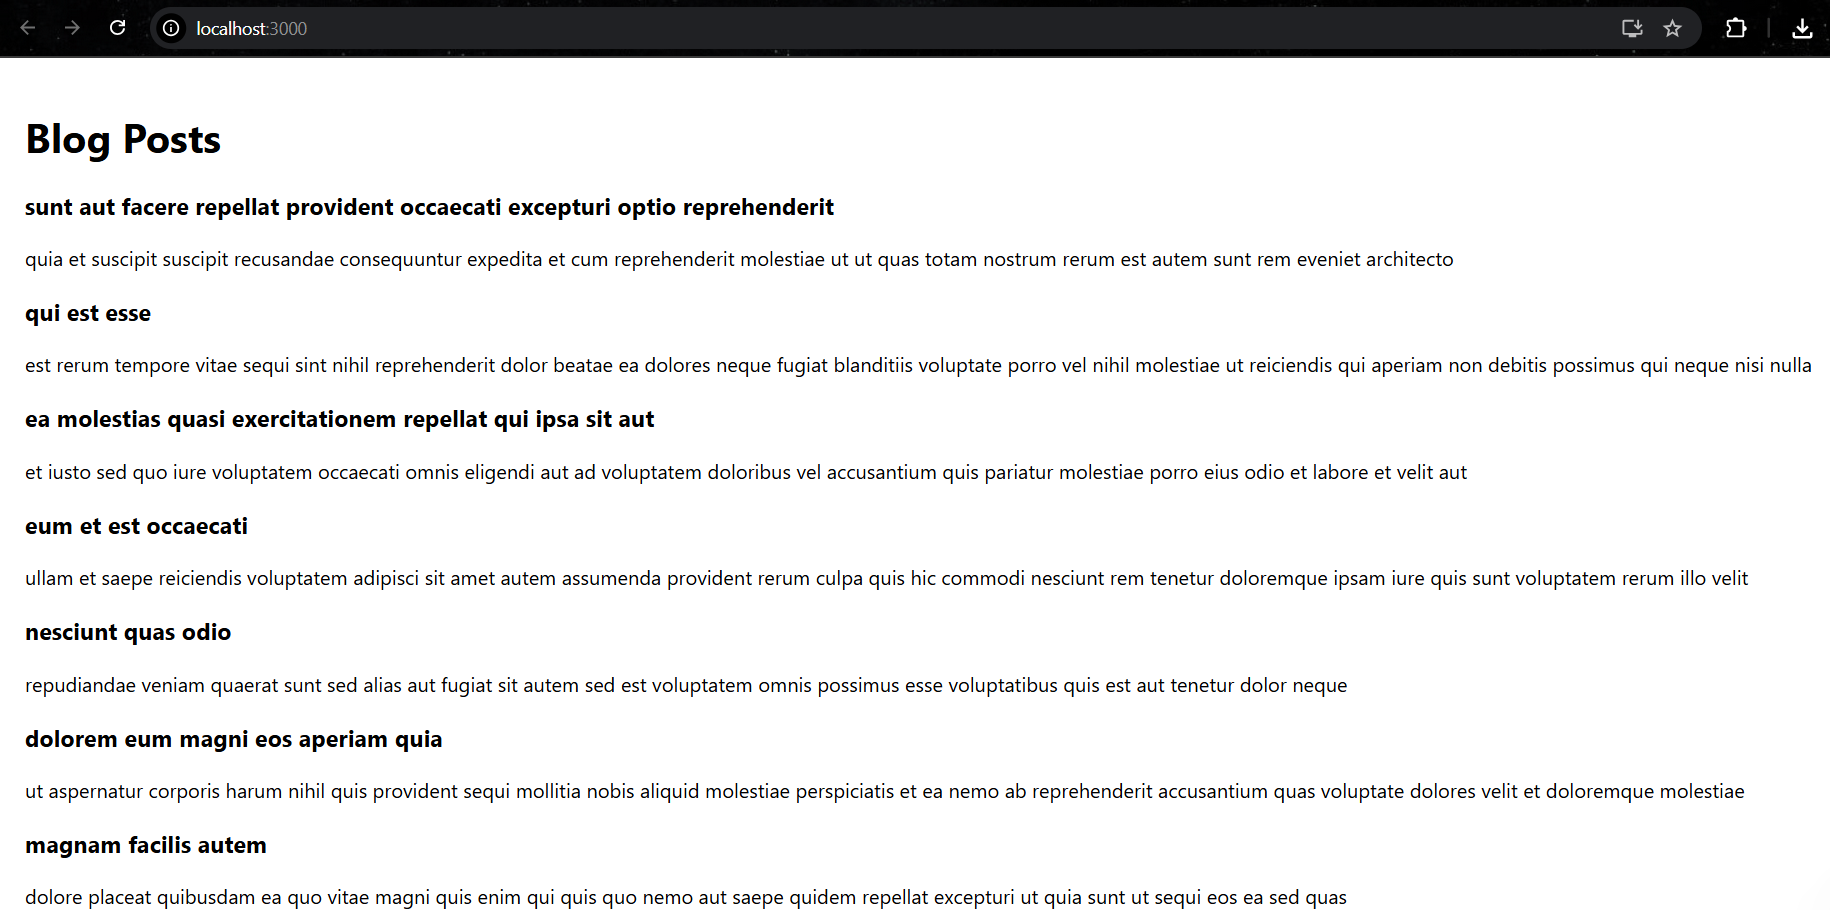 localhost:3000
Blog Posts
sunt aut facere repellat provident occaecati excepturi optio reprehenderit
quia et suscipit suscipit recusandae consequuntur expedita et cum reprehenderit molestiae ut ut quas totam nostrum rerum est autem sunt rem eveniet architecto
qui est esse
est rerum tempore vitae sequi sint nihil reprehenderit dolor beatae ea dolores neque fugiat blanditiis voluptate porro vel nihil molestiae ut reiciendis qui aperiam non debitis possimus qui neque nisi nulla
ea molestias quasi exercitationem repellat qui ipsa sit aut
et iusto sed quo iure voluptatem occaecati omnis eligendi aut ad voluptatem doloribus vel accusantium quis pariatur molestiae porro eius odio et labore et velit aut
eum et est occaecati
ullam et saepe reiciendis voluptatem adipisci sit amet autem assumenda provident rerum culpa quis hic commodi nesciunt rem tenetur doloremque ipsam iure quis sunt voluptatem rerum illo velit
nesciunt quas odio
repudiandae veniam quaerat sunt sed alias aut fugiat sit autem sed est voluptatem omnis possimus esse voluptatibus quis est aut tenetur dolor neque
dolorem eum magni eos aperiam quia
ut aspernatur corporis harum nihil quis provident sequi mollitia nobis aliquid molestiae perspiciatis et ea nemo ab reprehenderit accusantium quas voluptate dolores velit et doloremque molestiae
magnam facilis autem
dolore placeat quibusdam ea quo vitae magni quis enim qui quis quo nemo aut saepe quidem repellat excepturi ut quia sunt ut sequi eos ea sed quas